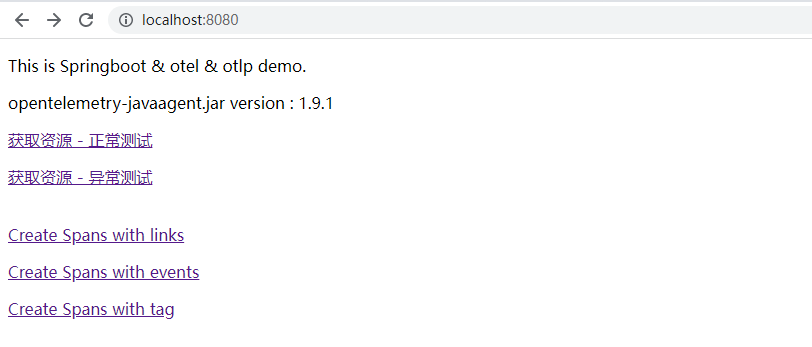 localhost:8080
This is Springboot & otel & otlp demo.
opentelemetry-javaagent.jar version : 1.9.1
获取资源 - 正常测试
获取资源 - 异常测试
Create Spans with links
Create Spans with events
Create Spans with tag